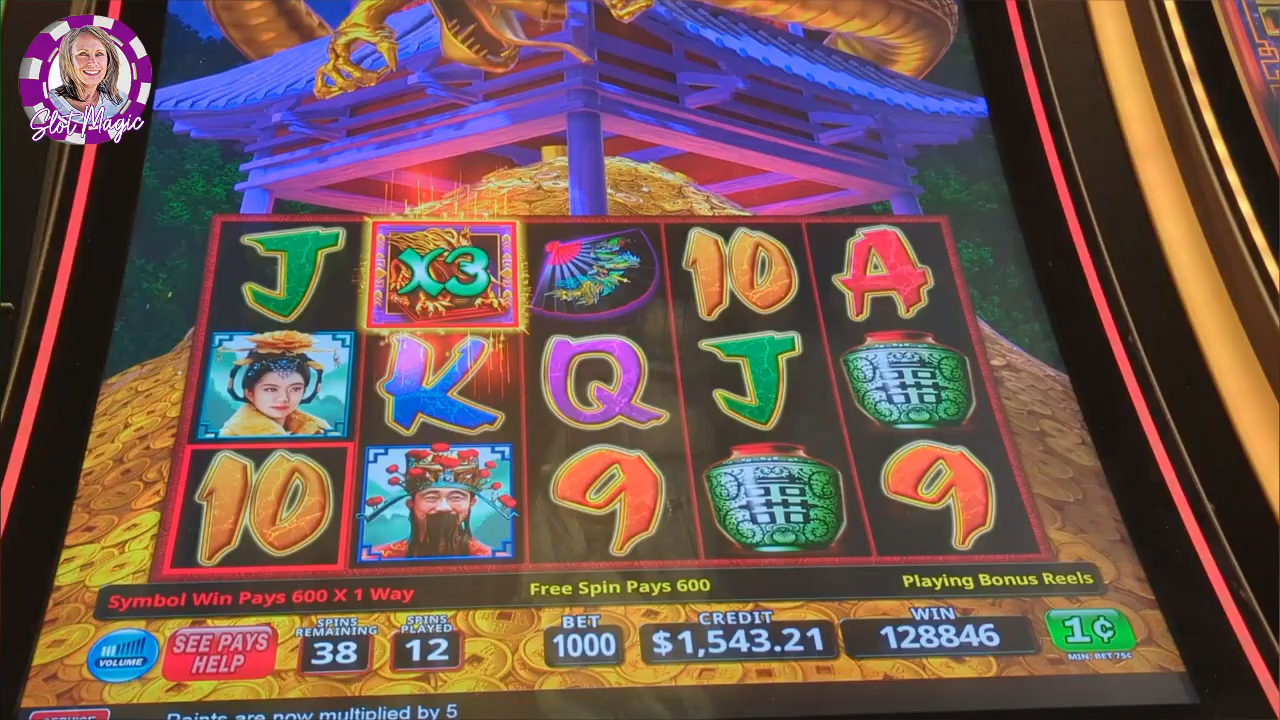 Slot Magic
J X3 10 A
K Q J
10 9 9
Symbol Win Pays 600 X 1 Way
Free Spin Pays 600
Playing Bonus Reels
VOLUME
SEE PAYS
HELP
SPINS
REMAINING
38
SPINS
PLAYED
12
BET
1000
CREDIT
$1,543.21
WIN
128846
1¢
MIN. BET 75¢
SERVICE
Points are now multiplied by 5